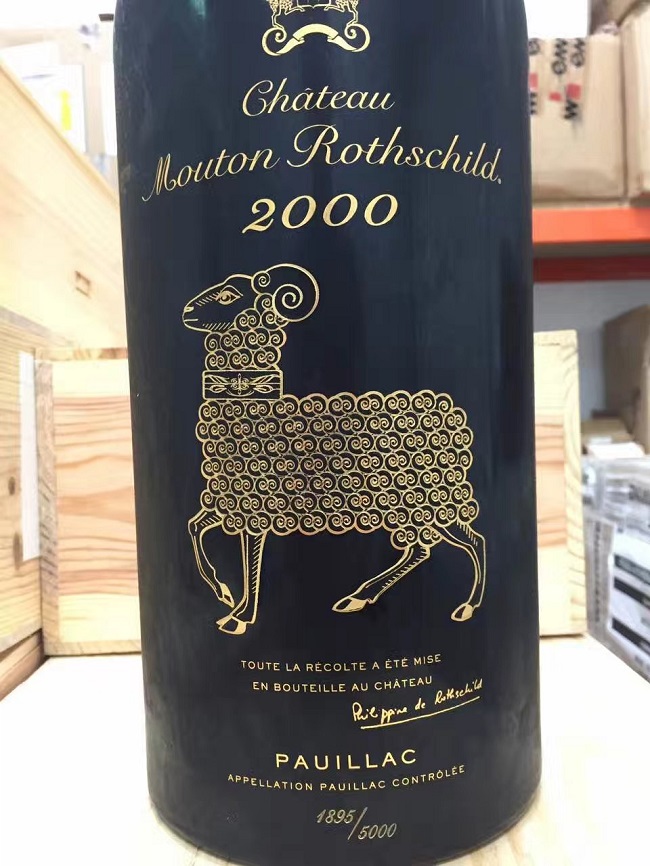 Château
Mouton Rothschild.
2000
TOUTE LA RÉCOLTE A ÉTÉ MISE
EN BOUTEILLE AU CHÂTEAU
Philippine de Rothschild
PAUILLAC
APPELLATION PAUILLAC CONTRÔLÉE
1895/5000